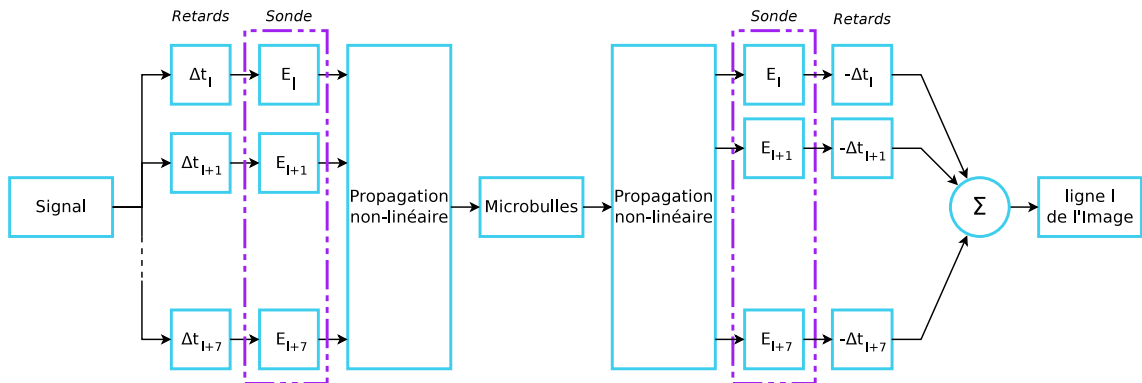 Retards
Sonde
Sonde
Retards
Signal
Δt_l
E_l
Δt_l+1
E_l+1
Δt_l+7
E_l+7
Propagation
non-linéaire
Microbulles
Propagation
non-linéaire
E_l
-Δt_l
E_l+1
-Δt_l+1
E_l+7
-Δt_l+7
Σ
ligne l
de l'Image